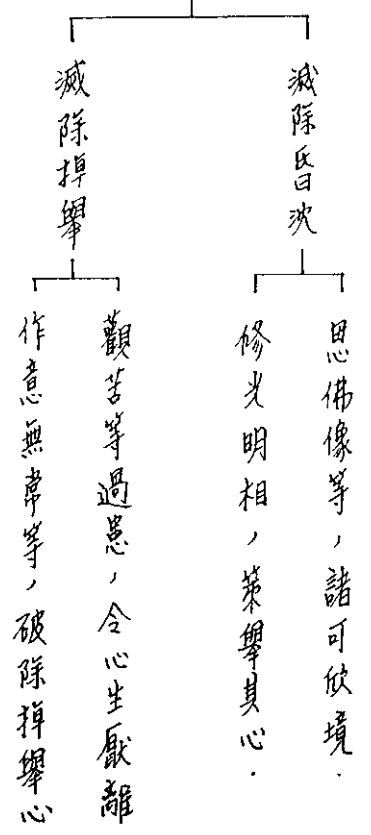 減除昏沈
思佛像等，諸可欣境．
修光明相，策舉其心．
滅除掉舉
觀苦等過患，令心生厭離
作意無常等，破除掉舉心